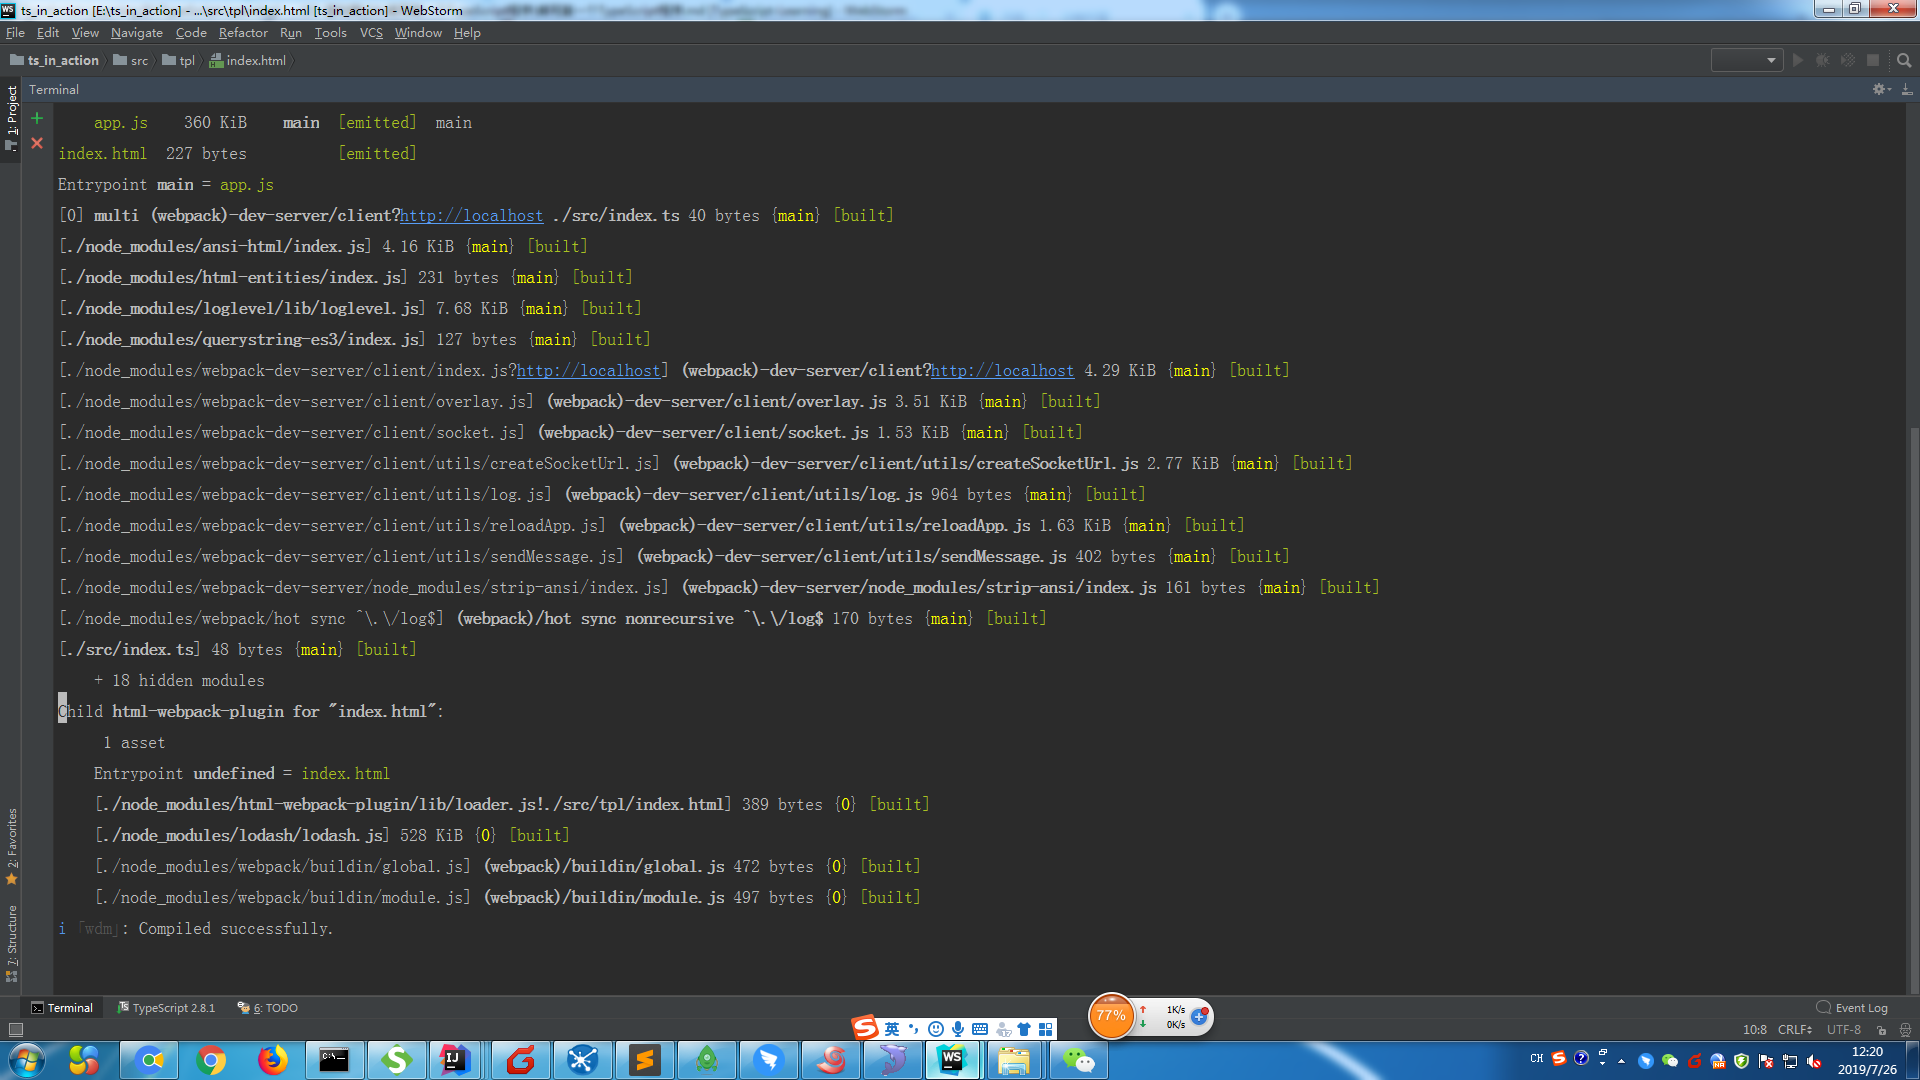 ts_in_action [E:\ts_in_action] - ...\src\tpl\index.html [ts_in_action] - WebStorm
File Edit View Navigate Code Refactor Run Tools VCS Window Help
ts_in_action src tpl index.html
Terminal
1: Project
app.js 360 KiB main [emitted] main
index.html 227 bytes [emitted]
Entrypoint main = app.js
[0] multi (webpack)-dev-server/client?http://localhost ./src/index.ts 40 bytes {main} [built]
[./node_modules/ansi-html/index.js] 4.16 KiB {main} [built]
[./node_modules/html-entities/index.js] 231 bytes {main} [built]
[./node_modules/loglevel/lib/loglevel.js] 7.68 KiB {main} [built]
[./node_modules/querystring-es3/index.js] 127 bytes {main} [built]
[./node_modules/webpack-dev-server/client/index.js?http://localhost] (webpack)-dev-server/client?http://localhost 4.29 KiB {main} [built]
[./node_modules/webpack-dev-server/client/overlay.js] (webpack)-dev-server/client/overlay.js 3.51 KiB {main} [built]
[./node_modules/webpack-dev-server/client/socket.js] (webpack)-dev-server/client/socket.js 1.53 KiB {main} [built]
[./node_modules/webpack-dev-server/client/utils/createSocketUrl.js] (webpack)-dev-server/client/utils/createSocketUrl.js 2.77 KiB {main} [built]
[./node_modules/webpack-dev-server/client/utils/log.js] (webpack)-dev-server/client/utils/log.js 964 bytes {main} [built]
[./node_modules/webpack-dev-server/client/utils/reloadApp.js] (webpack)-dev-server/client/utils/reloadApp.js 1.63 KiB {main} [built]
[./node_modules/webpack-dev-server/client/utils/sendMessage.js] (webpack)-dev-server/client/utils/sendMessage.js 402 bytes {main} [built]
[./node_modules/webpack-dev-server/node_modules/strip-ansi/index.js] (webpack)-dev-server/node_modules/strip-ansi/index.js 161 bytes {main} [built]
[./node_modules/webpack/hot sync ^\.\/log$] (webpack)/hot sync nonrecursive ^\.\/log$ 170 bytes {main} [built]
[./src/index.ts] 48 bytes {main} [built]
+ 18 hidden modules
Child html-webpack-plugin for "index.html":
1 asset
Entrypoint undefined = index.html
[./node_modules/html-webpack-plugin/lib/loader.js!./src/tpl/index.html] 389 bytes {0} [built]
[./node_modules/lodash/lodash.js] 528 KiB {0} [built]
[./node_modules/webpack/buildin/global.js] (webpack)/buildin/global.js 472 bytes {0} [built]
[./node_modules/webpack/buildin/module.js] (webpack)/buildin/module.js 497 bytes {0} [built]
i 「wdm」: Compiled successfully.
2: Favorites
7: Structure
Terminal TypeScript 2.8.1 6: TODO Event Log
77% 1K/s
0K/s
英
10:8 CRLF UTF-8
CH 12:20
2019/7/26